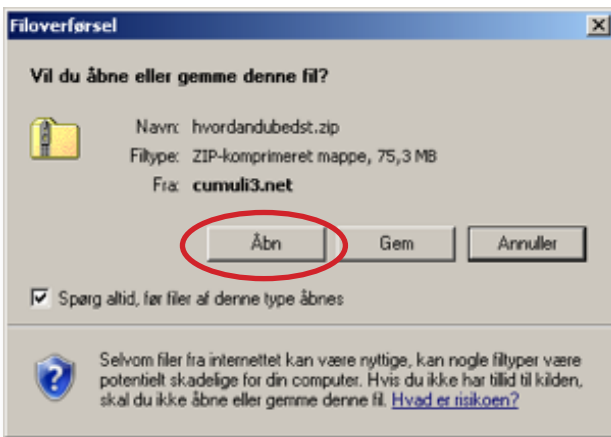 Filoverførsel
Vil du åbne eller gemme denne fil?
Navn: hvordandubedst.zip
Filtype: ZIP-komprimeret mappe, 75,3 MB
Fra: cumuli3.net
Åbn Gem Annuller
Spørg altid, før filer af denne type åbnes
Selvom filer fra internettet kan være nyttige, kan nogle filtyper være
potentielt skadelige for din computer. Hvis du ikke har tillid til kilden,
skal du ikke åbne eller gemme denne fil. Hvad er risikoen?